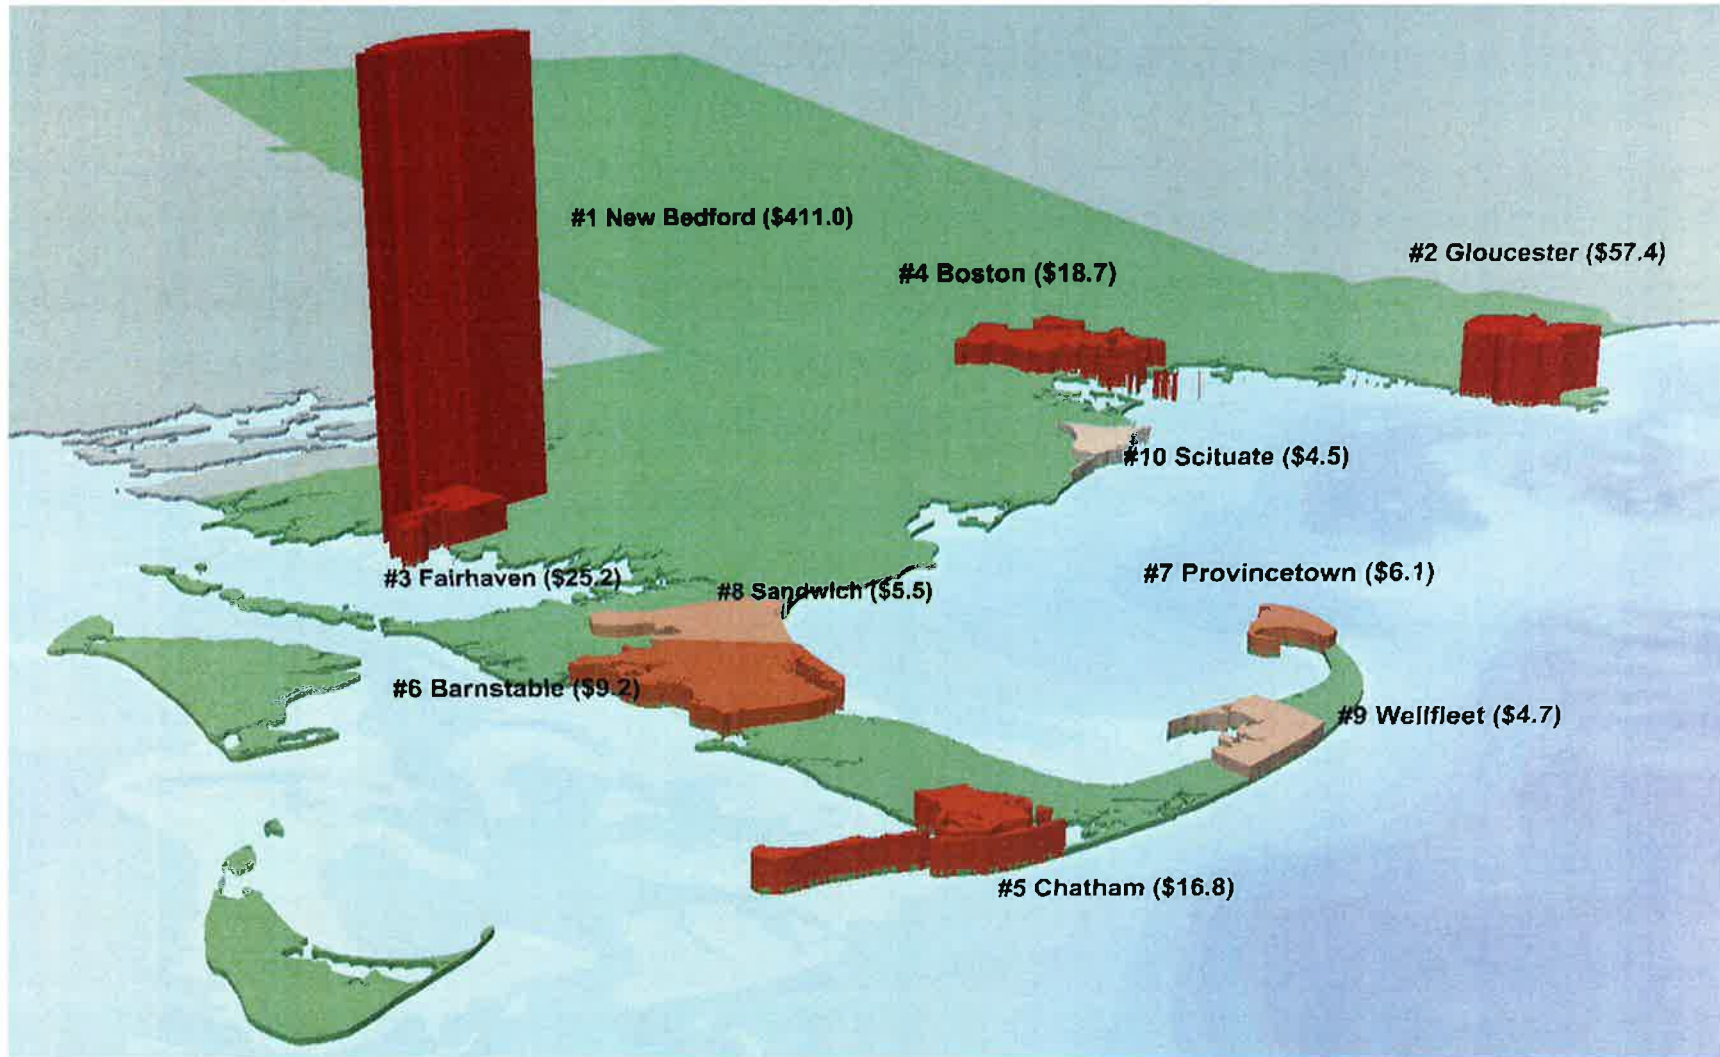 #1 New Bedford ($411.0)
#2 Gloucester ($57.4)
#4 Boston ($18.7)
#10 Scituate ($4.5)
#3 Fairhaven ($25.2)
#8 Sandwich ($5.5)
#7 Provincetown ($6.1)
#6 Barnstable ($9.2)
#9 Wellfleet ($4.7)
#5 Chatham ($16.8)